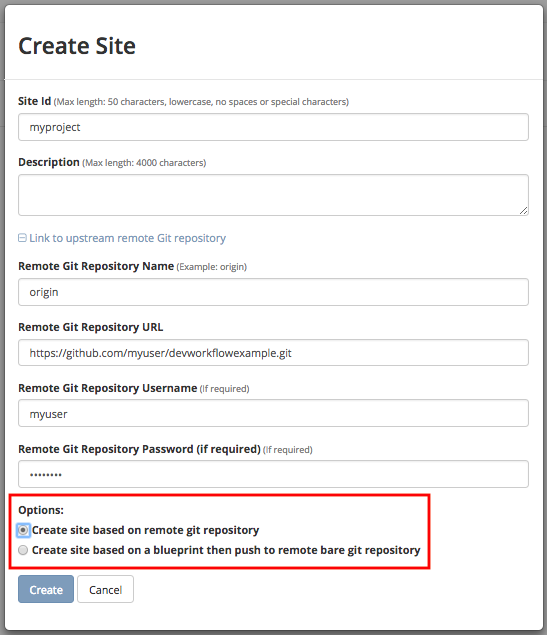 Create Site
Site Id (Max length: 50 characters, lowercase, no spaces or special characters)
myproject
Description (Max length: 4000 characters)
Link to upstream remote Git repository
Remote Git Repository Name (Example: origin)
origin
Remote Git Repository URL
https://github.com/myuser/devworkflowexample.git
Remote Git Repository Username (If required)
myuser
Remote Git Repository Password (if required) (If required)
••••••••
Options:
Create site based on remote git repository
Create site based on a blueprint then push to remote bare git repository
Create Cancel